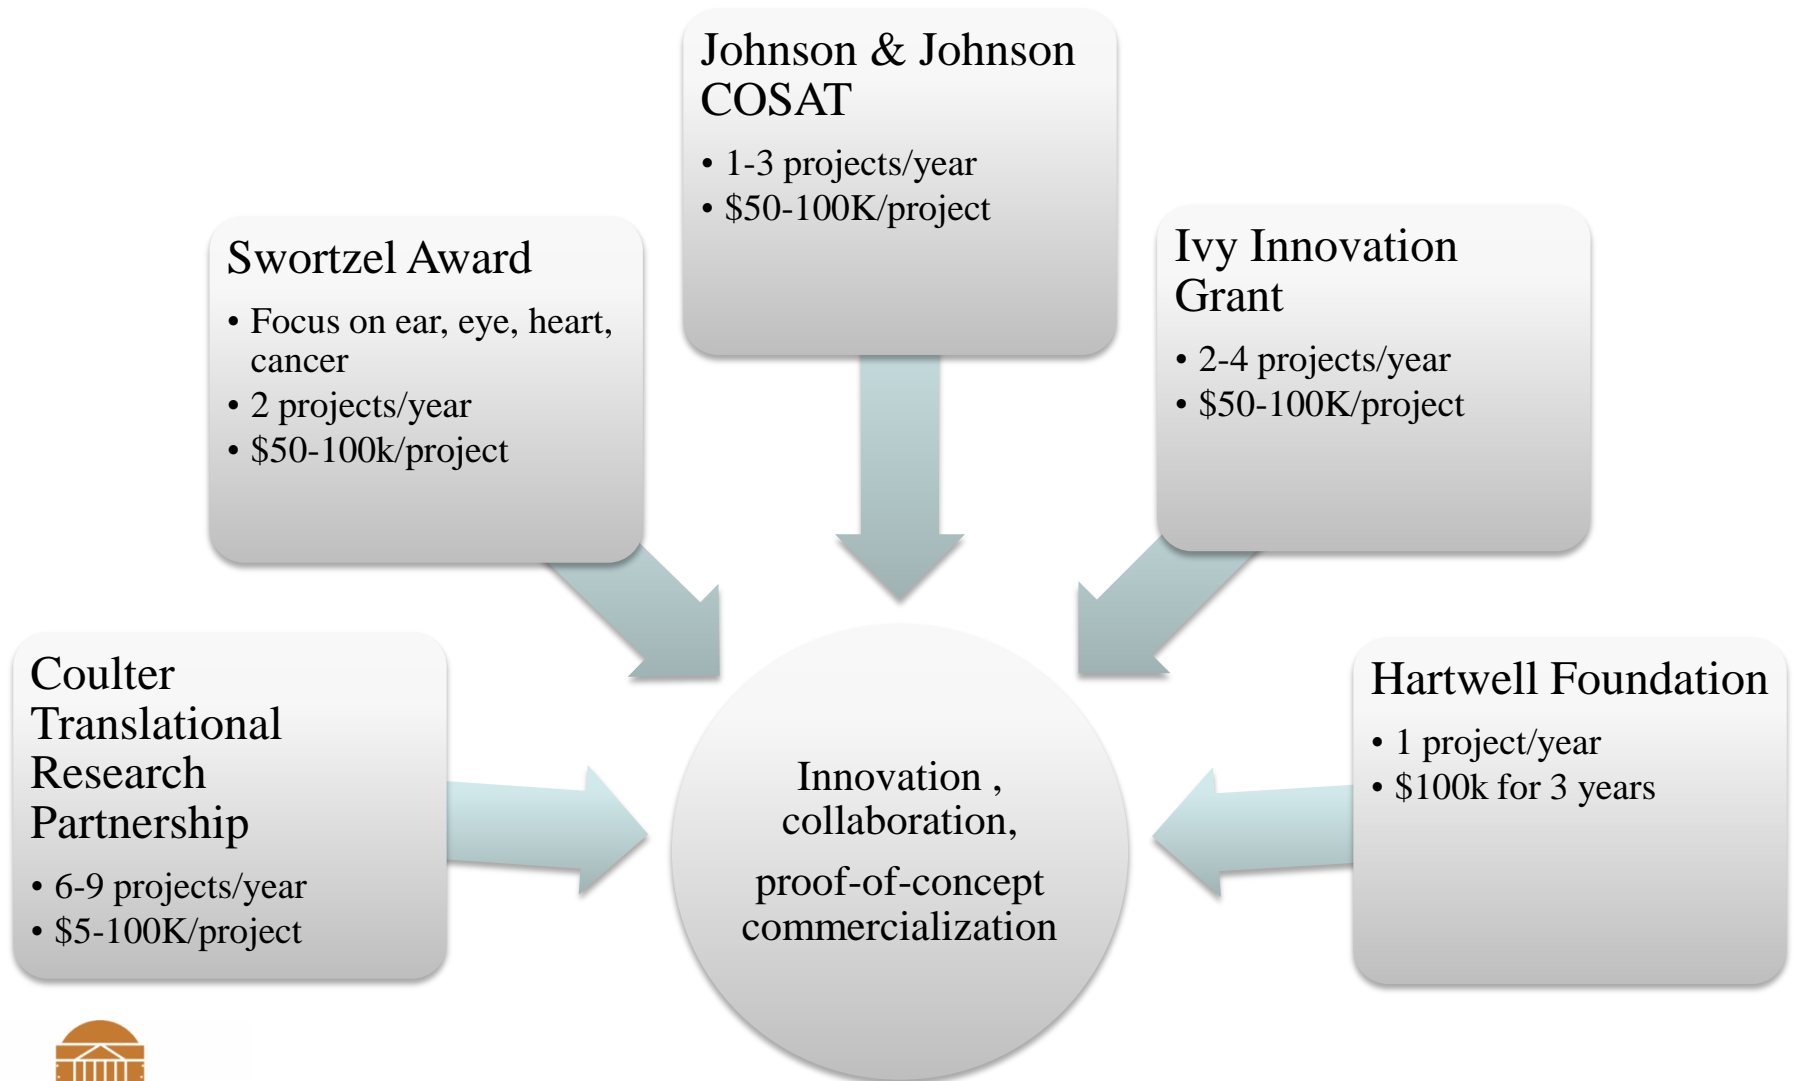 Johnson & Johnson
COSAT
• 1-3 projects/year
• $50-100K/project
Swortzel Award
• Focus on ear, eye, heart,
cancer
• 2 projects/year
• $50-100k/project
Ivy Innovation
Grant
• 2-4 projects/year
• $50-100K/project
Coulter
Translational
Research
Partnership
• 6-9 projects/year
• $5-100K/project
Hartwell Foundation
• 1 project/year
• $100k for 3 years
Innovation ,
collaboration,
proof-of-concept
commercialization